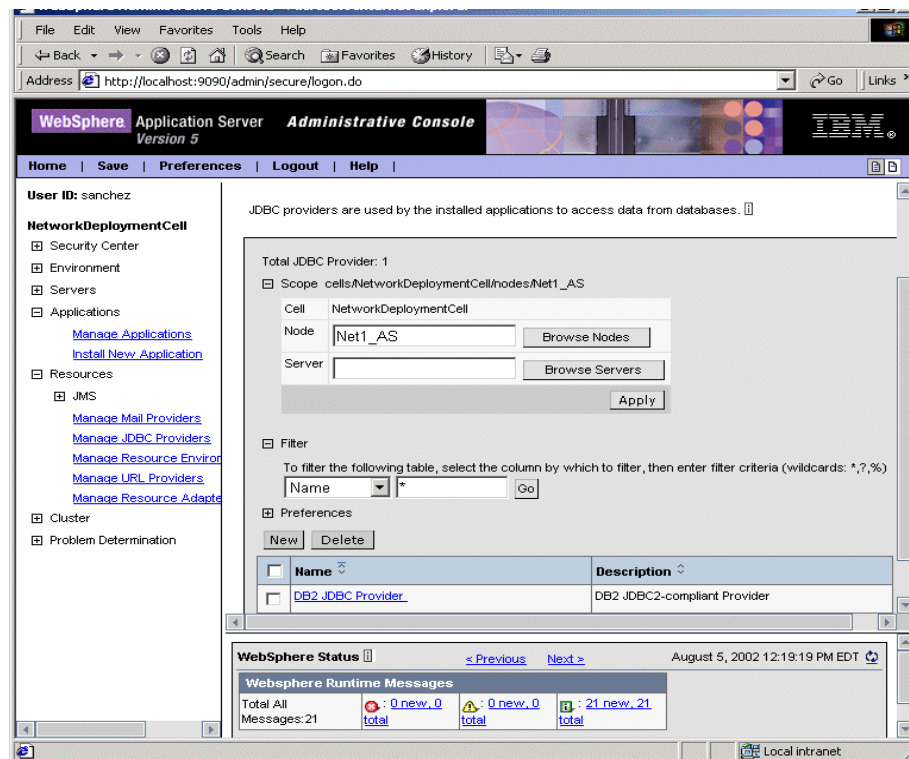 File Edit View Favorites Tools Help
Back Search Favorites History
Address http://localhost:9090/admin/secure/logon.do Go Links
WebSphere Application Server Administrative Console
Version 5
IBM
Home | Save | Preferences | Logout | Help |
User ID: sanchez
NetworkDeploymentCell
Security Center
Environment
Servers
Applications
Manage Applications
Install New Application
Resources
JMS
Manage Mail Providers
Manage JDBC Providers
Manage Resource Environ
Manage URL Providers
Manage Resource Adapte
Cluster
Problem Determination
JDBC providers are used by the installed applications to access data from databases. i
Total JDBC Provider: 1
Scope cells/NetworkDeploymentCell/nodes/Net1_AS
Cell NetworkDeploymentCell
Node Net1_AS Browse Nodes
Server Browse Servers
Apply
Filter
To filter the following table, select the column by which to filter, then enter filter criteria (wildcards: *,?,%)
Name * Go
Preferences
New Delete
Name Description
DB2 JDBC Provider DB2 JDBC2-compliant Provider
WebSphere Status i < Previous Next > August 5, 2002 12:19:19 PM EDT
Websphere Runtime Messages
Total All Messages:21
: 0 new, 0 total
: 0 new, 0 total
: 21 new, 21 total
Local intranet